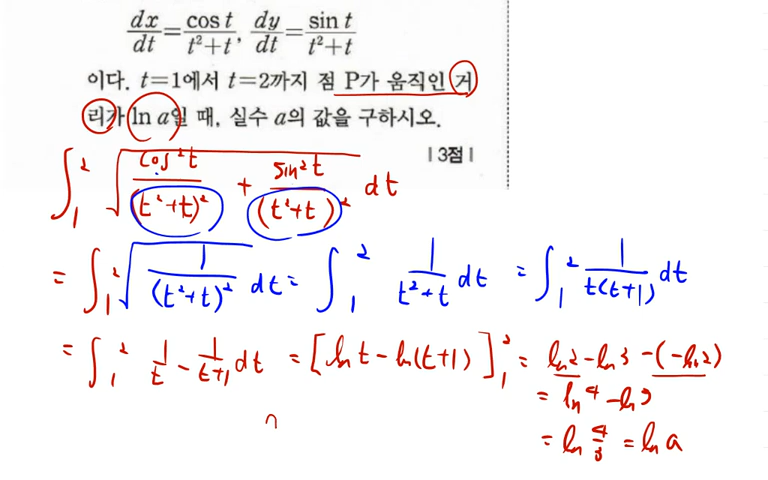 dx/dt = cos t/(t²+t), dy/dt = sin t/(t²+t)
이다. t=1에서 t=2까지 점 P가 움직인 거
리가 ln a일 때, 실수 a의 값을 구하시오.
| 3점 |
∫₁² √(cos²t/(t²+t)² + sin²t/(t²+t)²) dt
= ∫₁² √(1/(t²+t)²) dt = ∫₁² 1/(t²+t) dt = ∫₁² 1/(t(t+1)) dt
= ∫₁² 1/t - 1/(t+1) dt = [ln t - ln(t+1)]₁² = ln2 - ln3 - (-ln2)
= ln4 - ln3
= ln 4/3 = ln a